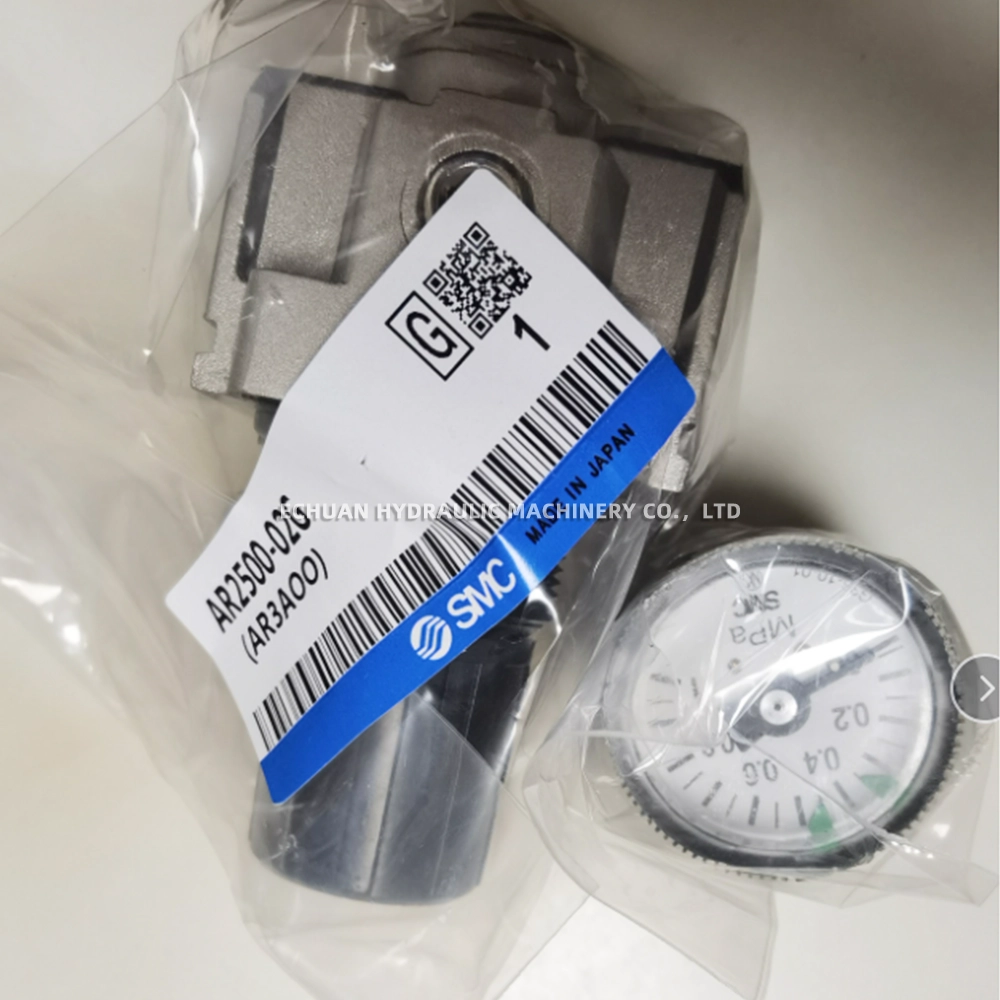 G
1
AR2500-02G
(AR3A00)
SMC
MADE IN JAPAN
ECHUAN HYDRAULIC MACHINERY CO., LTD
SMC
MPa
0.2
0.4
0.6